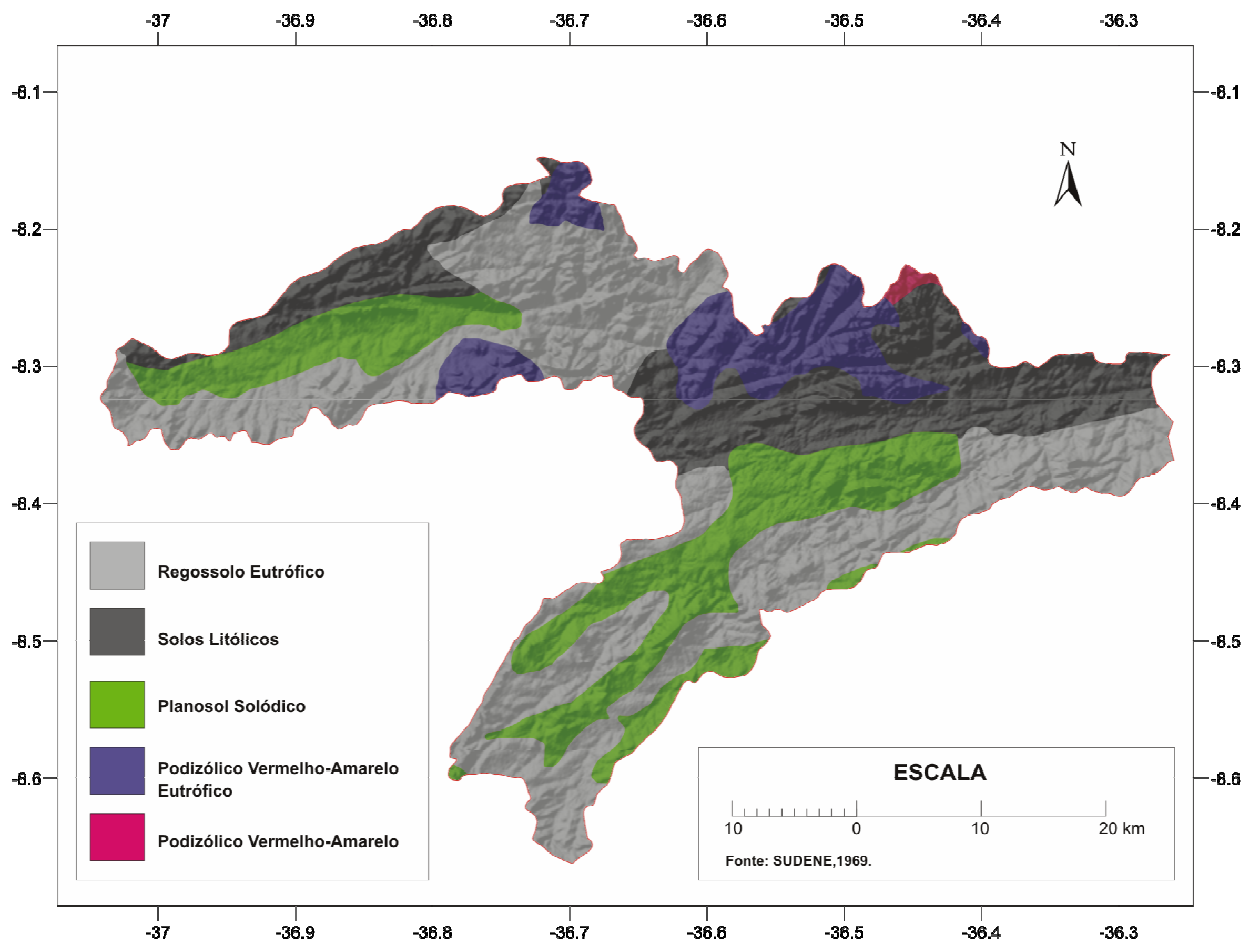 -37 -36.9 -36.8 -36.7 -36.6 -36.5 -36.4 -36.3
-8.1 -8.1
N
-8.2 -8.2
-8.3 -8.3
-8.4 -8.4
-8.5 -8.5
-8.6 -8.6
Regossolo Eutrófico
Solos Litólicos
Planosol Solódico
Podizólico Vermelho-Amarelo
Eutrófico
Podizólico Vermelho-Amarelo
ESCALA
10 0 10 20 km
Fonte: SUDENE,1969.
-37 -36.9 -36.8 -36.7 -36.6 -36.5 -36.4 -36.3